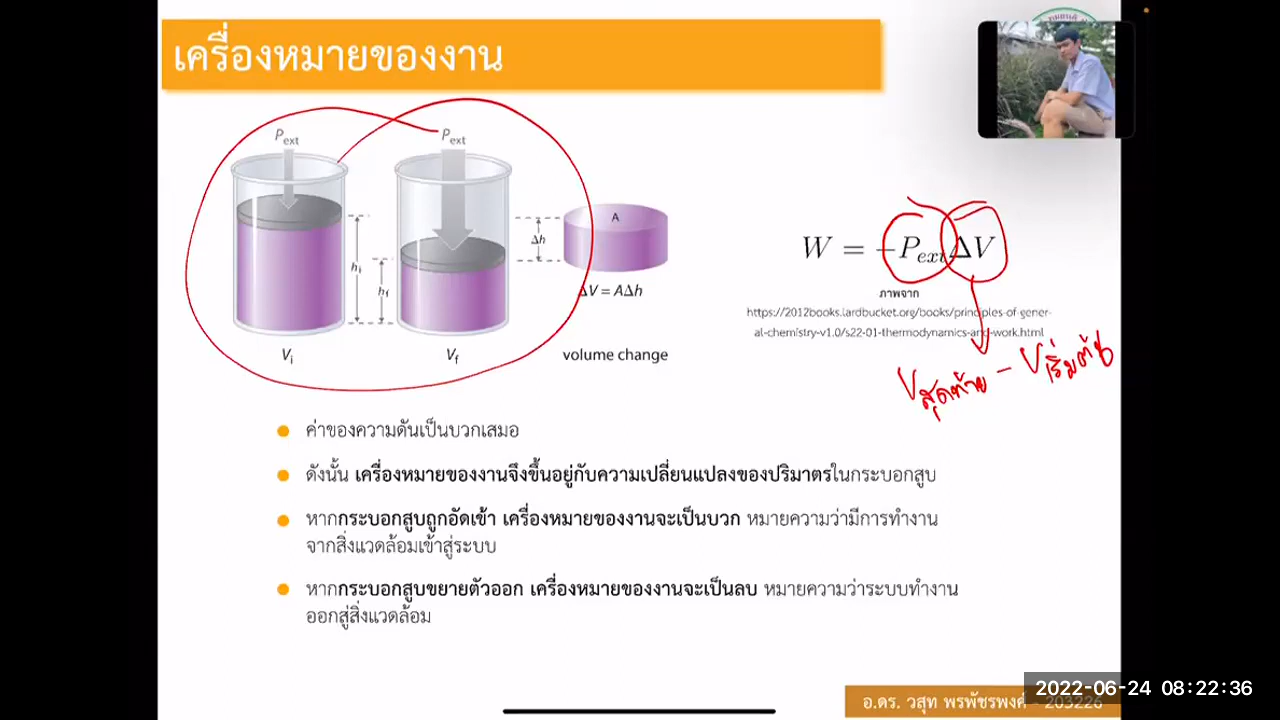 เครื่องหมายของงาน
Pext
Pext
A
Δh
hi
hf
ΔV = AΔh
Vi
Vf
volume change
W = −PextΔV
ภาพจาก
https://2012books.lardbucket.org/books/principles-of-gener-
al-chemistry-v1.0/s22-01-thermodynamics-and-work.html
Vสุดท้าย − Vเริ่มต้น
ค่าของความดันเป็นบวกเสมอ
ดังนั้น เครื่องหมายของงานจึงขึ้นอยู่กับความเปลี่ยนแปลงของปริมาตรในกระบอกสูบ
หากกระบอกสูบถูกอัดเข้า เครื่องหมายของงานจะเป็นบวก หมายความว่ามีการทำงาน
จากสิ่งแวดล้อมเข้าสู่ระบบ
หากกระบอกสูบขยายตัวออก เครื่องหมายของงานจะเป็นลบ หมายความว่าระบบทำงาน
ออกสู่สิ่งแวดล้อม
อ.ดร. วสุท พรพัชรพงศ์ - 203226
2022-06-24 08:22:36